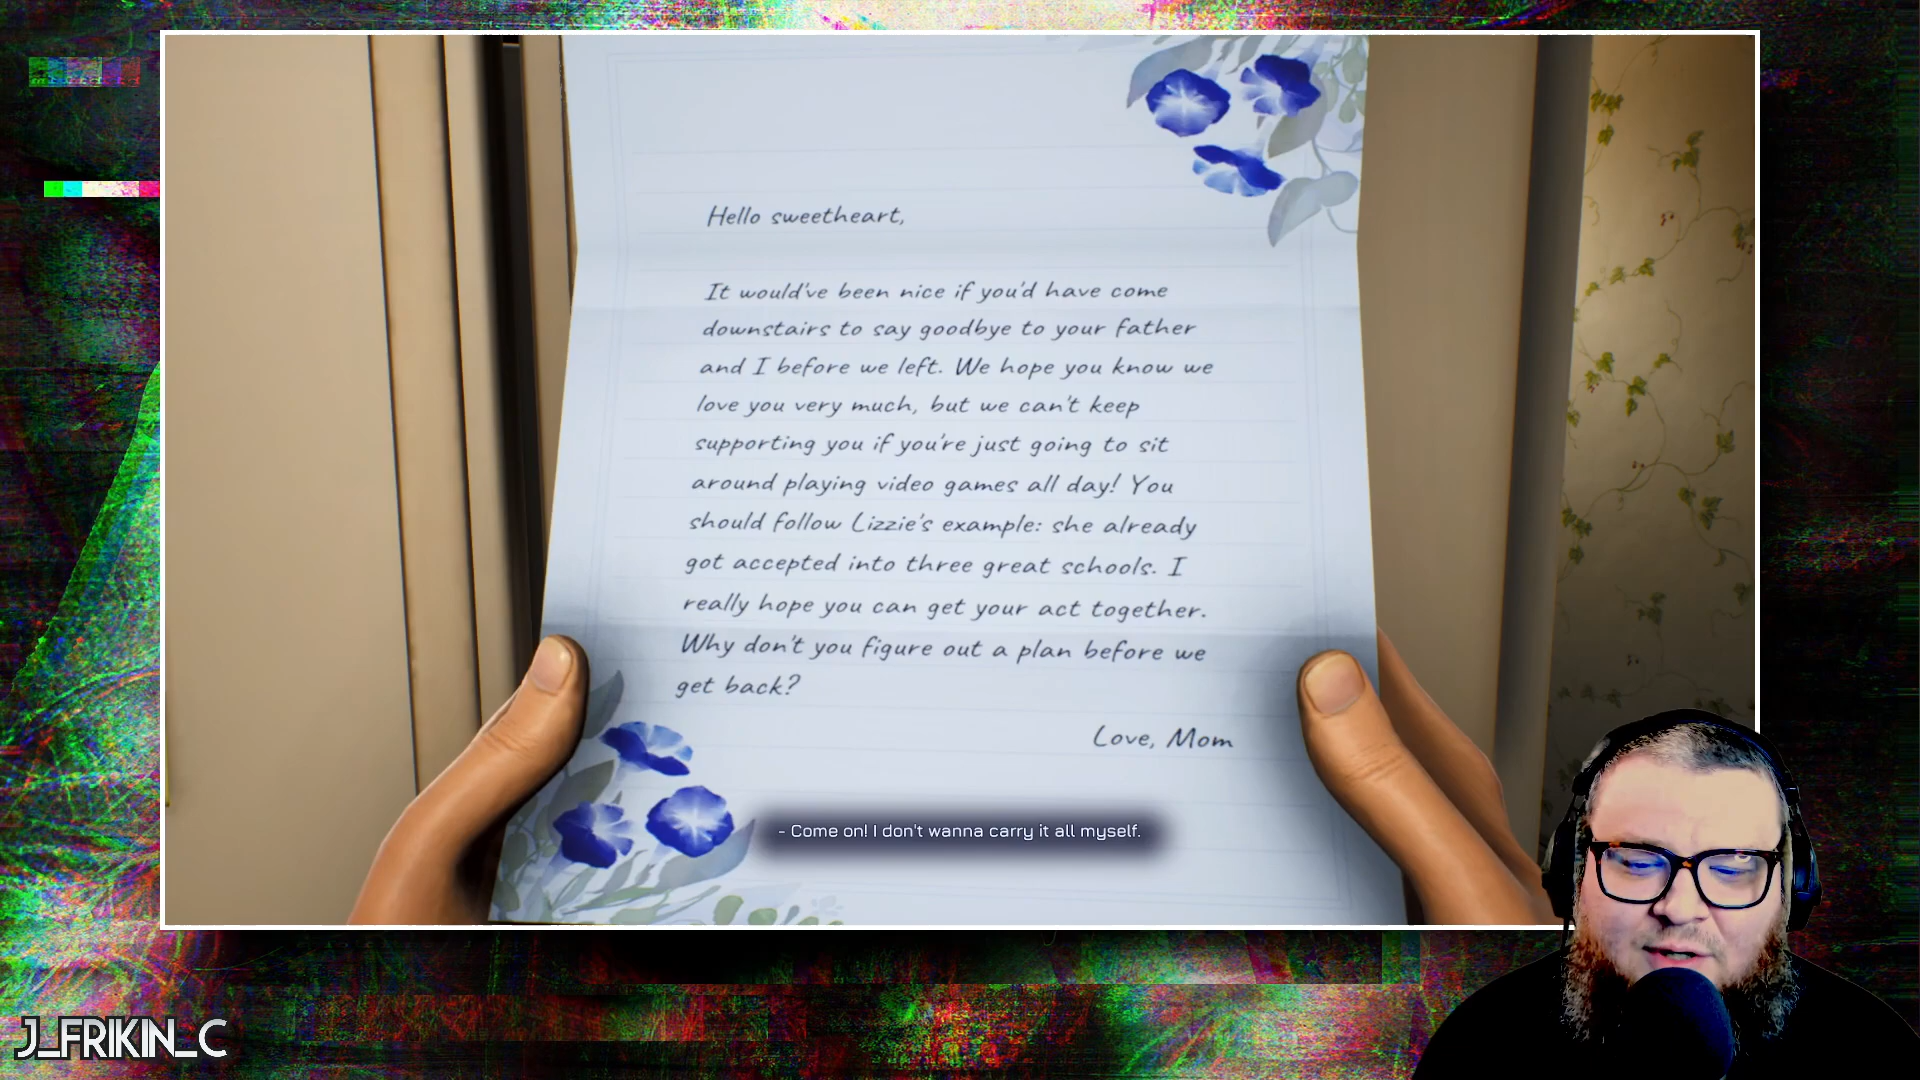 Hello sweetheart,
It would've been nice if you'd have come
downstairs to say goodbye to your father
and I before we left. We hope you know we
love you very much, but we can't keep
supporting you if you're just going to sit
around playing video games all day! You
should follow Lizzie's example: she already
got accepted into three great schools. I
really hope you can get your act together.
Why don't you figure out a plan before we
get back?
Love, Mom
- Come on! I don't wanna carry it all myself.
J_FRIKIN_C